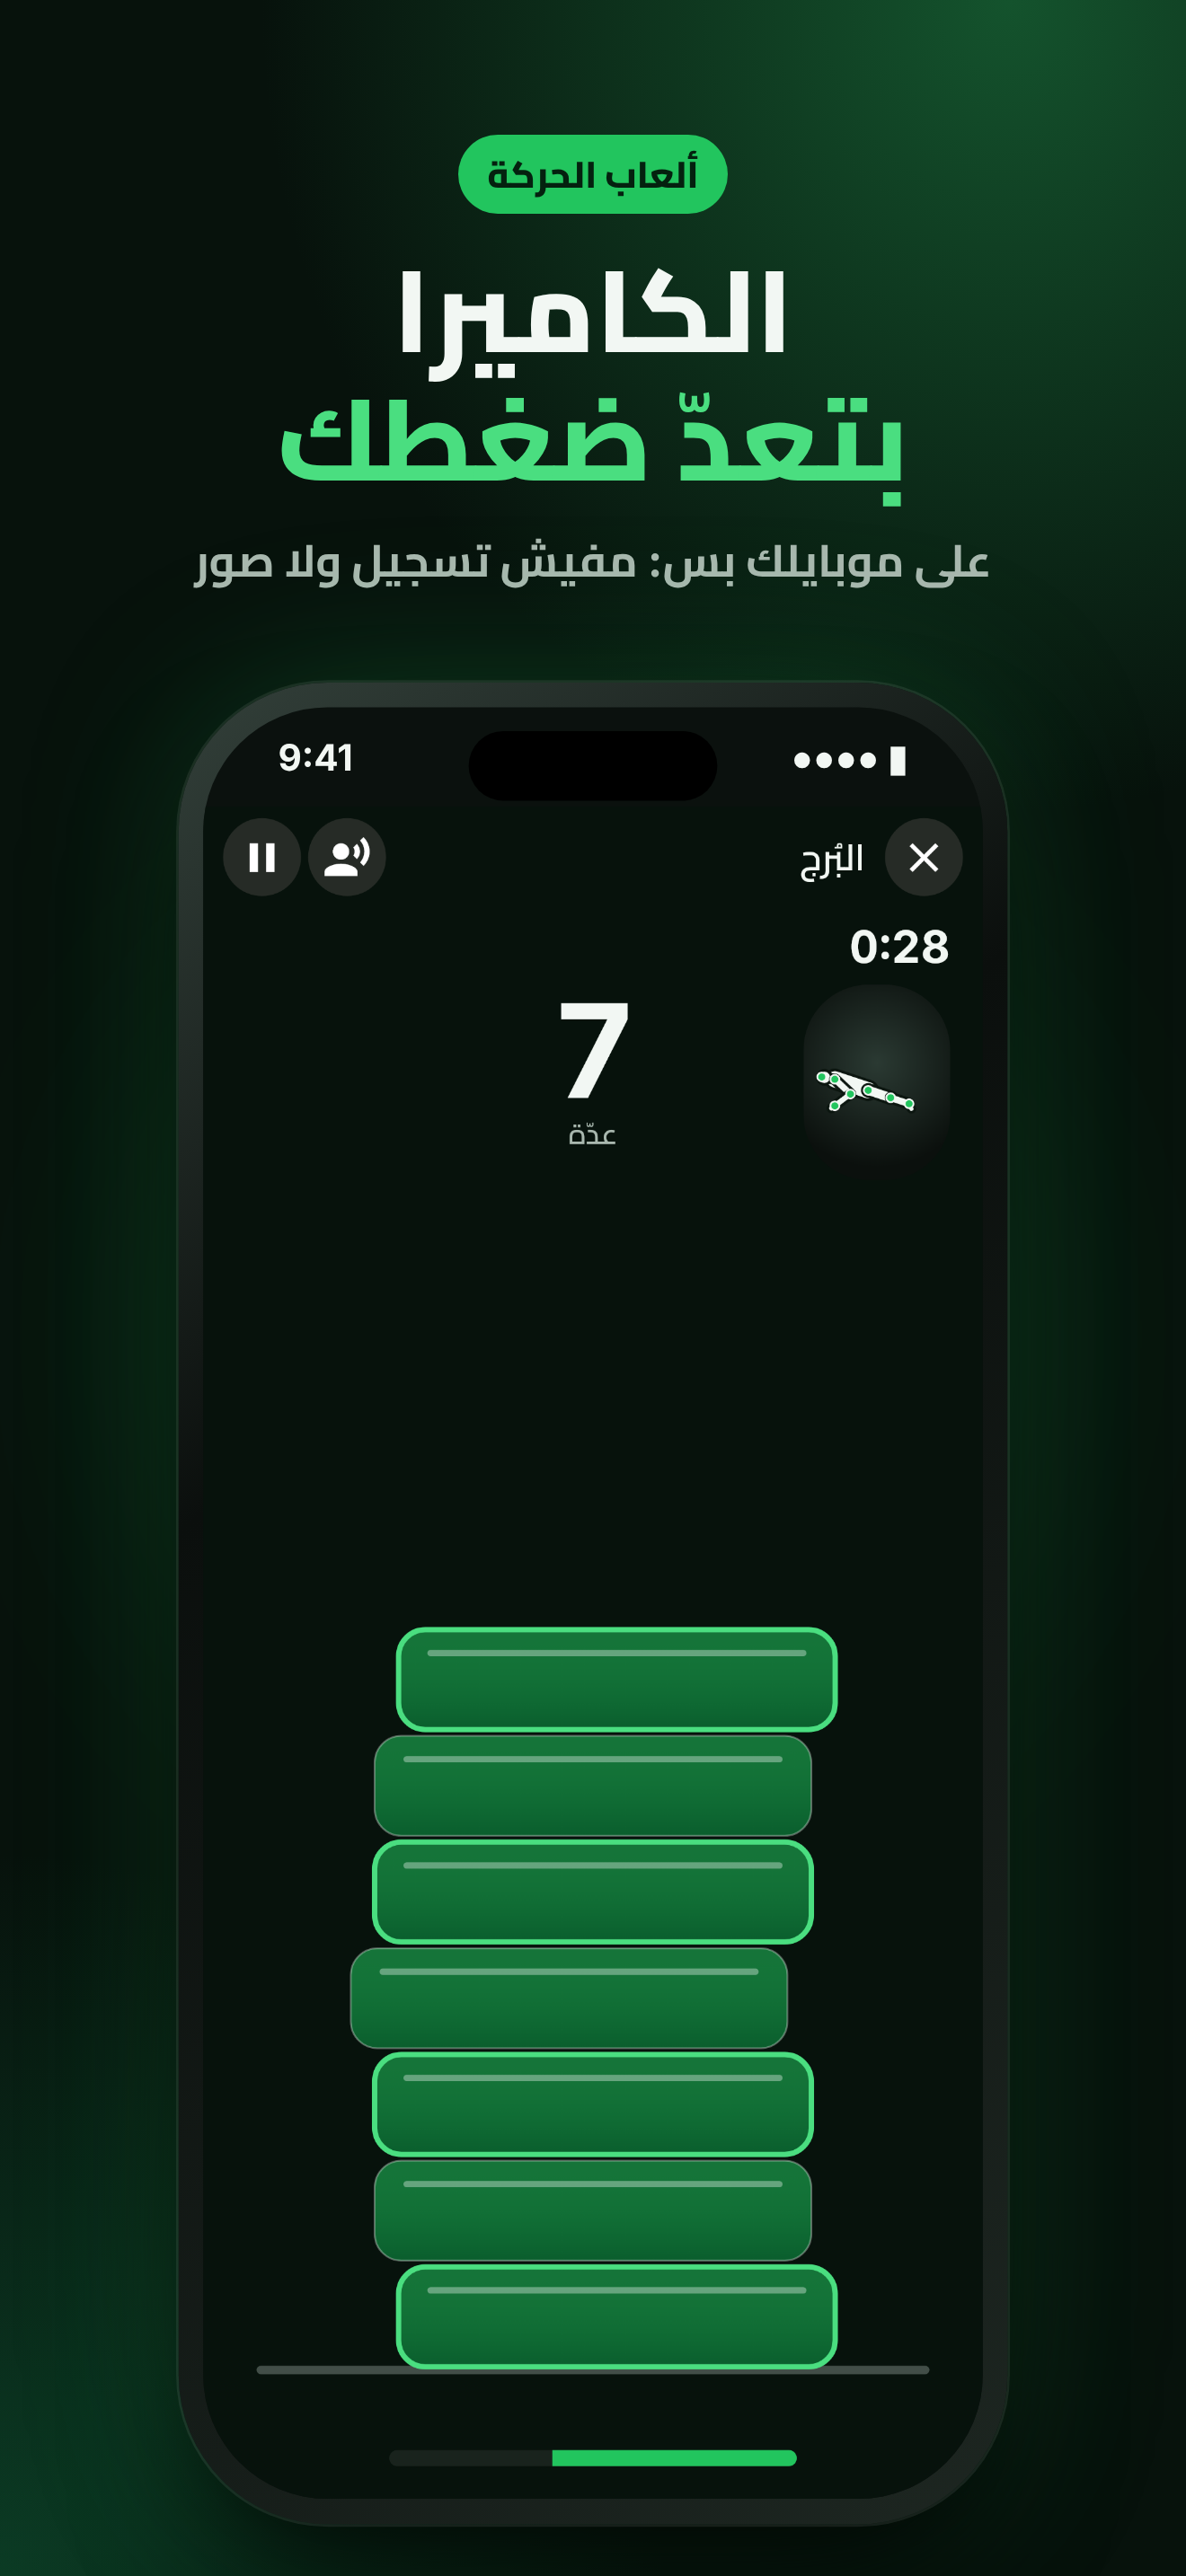 ألعاب الحركة
الكاميرا
بتعدّ ضغطك
على موبايلك بس: مفيش تسجيل ولا صور
9:41
البُرج
0:28
7
عدّة